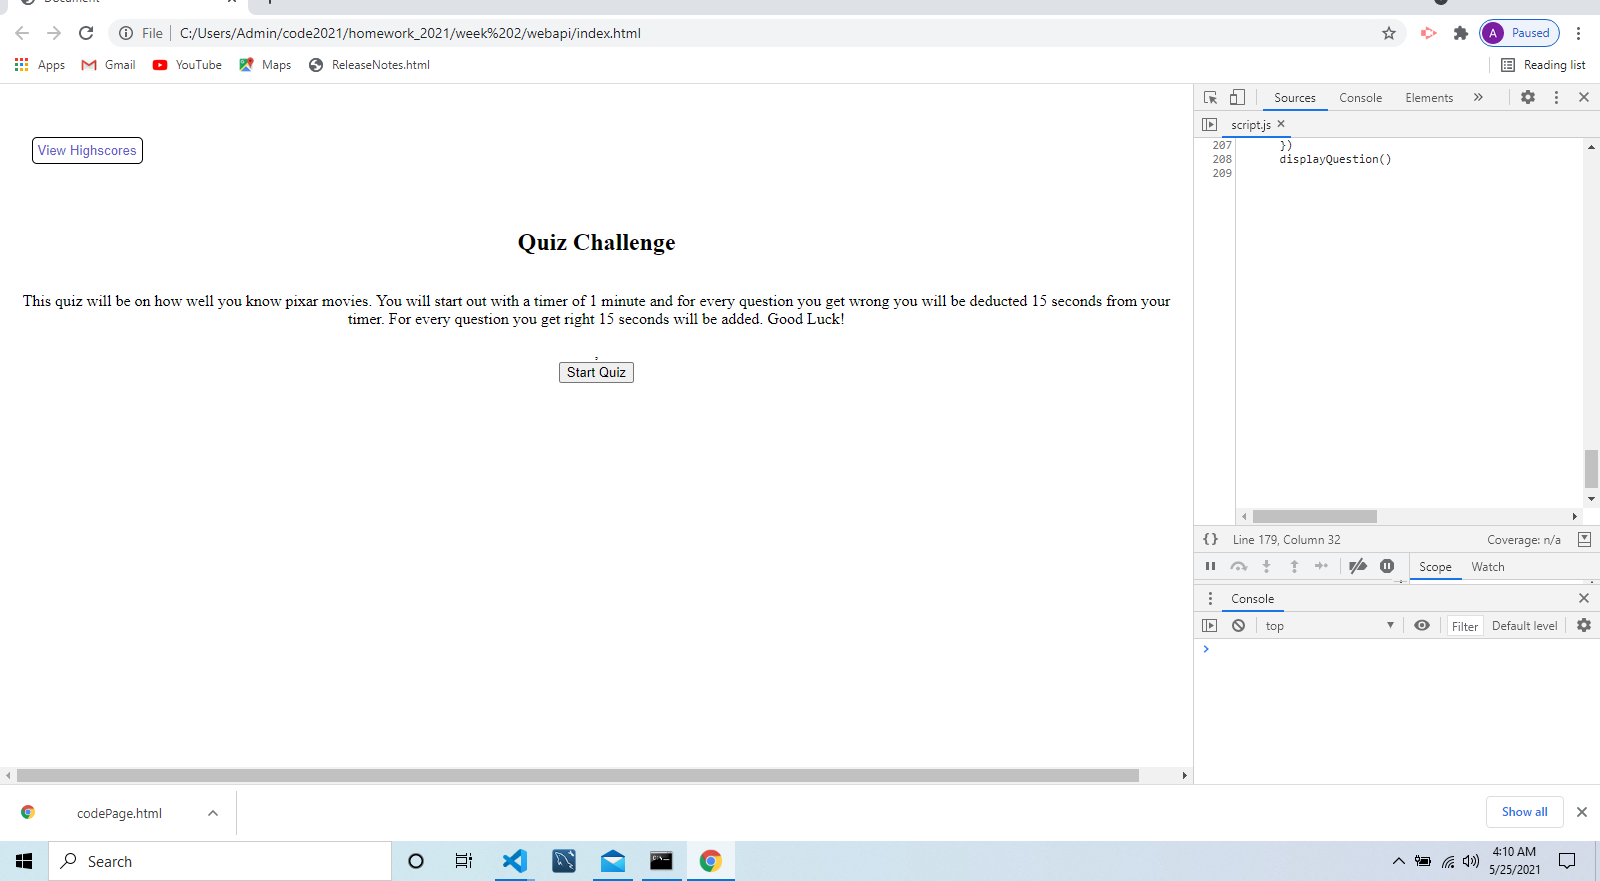 Document
File C:/Users/Admin/code2021/homework_2021/week%202/webapi/index.html
A Paused
Apps Gmail YouTube Maps ReleaseNotes.html
Reading list
Sources Console Elements
script.js
207 })
208 displayQuestion()
209
View Highscores
Quiz Challenge
This quiz will be on how well you know pixar movies. You will start out with a timer of 1 minute and for every question you get wrong you will be deducted 15 seconds from your
timer. For every question you get right 15 seconds will be added. Good Luck!
;
Start Quiz
{} Line 179, Column 32 Coverage: n/a
Scope Watch
Console
top Filter Default level
codePage.html
Show all
Search
4:10 AM
5/25/2021